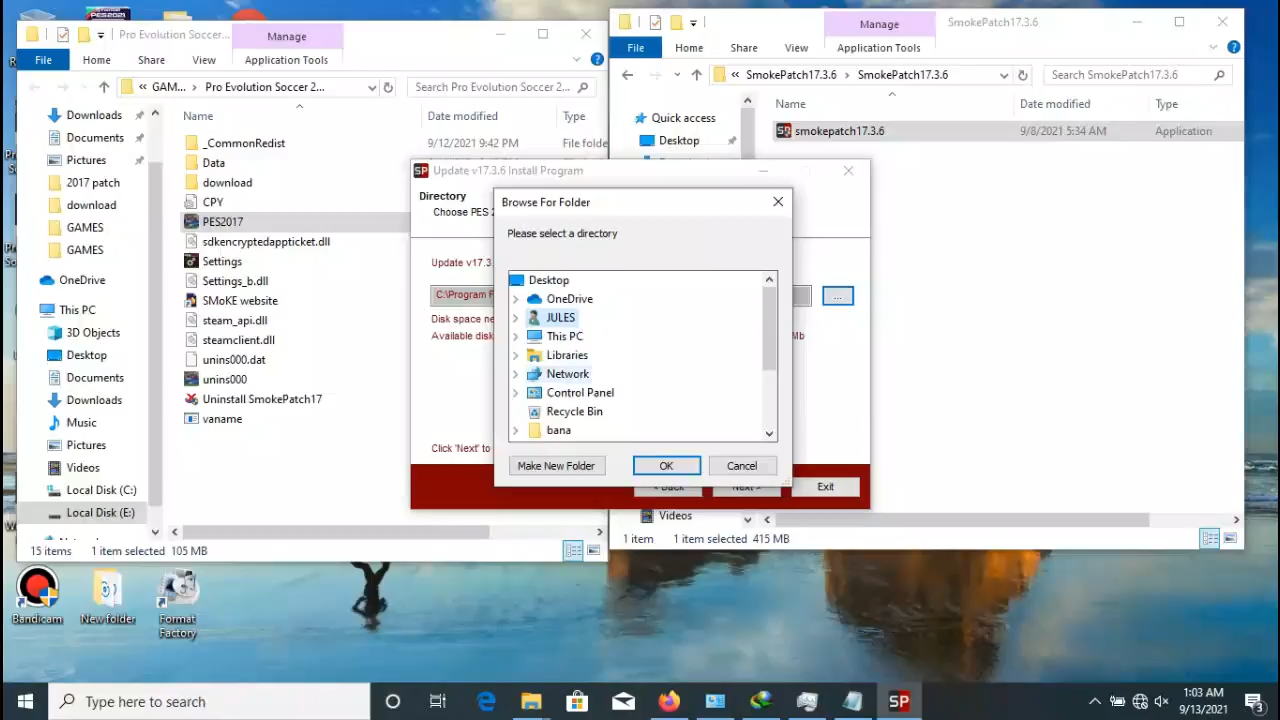 PES2021
Pro Evolution Soccer...
Manage
File
Home
Share
View
Application Tools
« GAM... › Pro Evolution Soccer 2...
Search Pro Evolution Soccer 2...
Name
Date modified
Type
Downloads
Documents
Pictures
2017 patch
download
GAMES
GAMES
OneDrive
This PC
3D Objects
Desktop
Documents
Downloads
Music
Pictures
Videos
Local Disk (C:)
Local Disk (E:)
_CommonRedist
9/12/2021 9:42 PM
File folde
Data
download
CPY
PES2017
sdkencryptedappticket.dll
Settings
Settings_b.dll
SMoKE website
steam_api.dll
steamclient.dll
unins000.dat
unins000
Uninstall SmokePatch17
vaname
15 items
1 item selected 105 MB
Manage
SmokePatch17.3.6
File
Home
Share
View
Application Tools
« SmokePatch17.3.6 › SmokePatch17.3.6
Search SmokePatch17.3.6
Name
Date modified
Type
Quick access
Desktop
smokepatch17.3.6
9/8/2021 5:34 AM
Application
Videos
1 item
1 item selected 415 MB
SP
Update v17.3.6 Install Program
Directory
Choose PES 2
Update v17.3
C:\Program F
...
Disk space ne
Available disk
Mb
Click 'Next' to
< Back
Next >
Exit
Browse For Folder
Please select a directory
Desktop
OneDrive
JULES
This PC
Libraries
Network
Control Panel
Recycle Bin
bana
Make New Folder
OK
Cancel
Bandicam
New folder
Format
Factory
Type here to search
SP
1:03 AM
9/13/2021
3